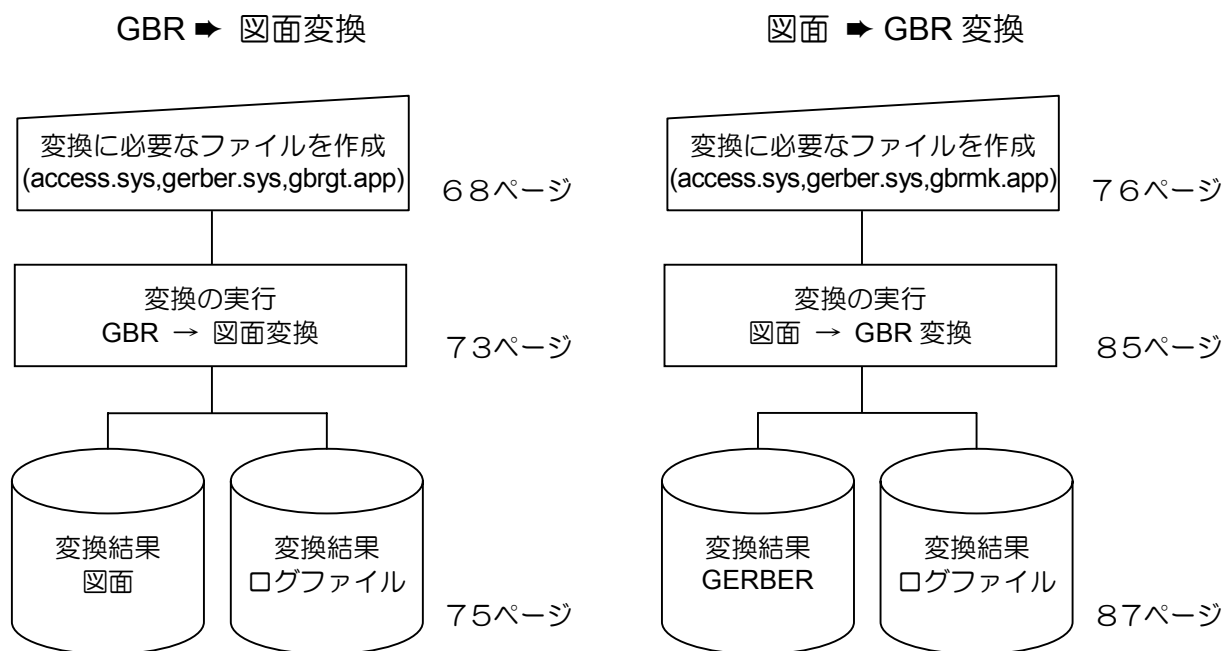 GBR ➨ 図面変換
変換に必要なファイルを作成
(access.sys,gerber.sys,gbrgt.app)
68ページ
変換の実行
GBR → 図面変換
73ページ
変換結果
図面
変換結果
ログファイル
75ページ
図面 ➨ GBR 変換
変換に必要なファイルを作成
(access.sys,gerber.sys,gbrmk.app)
76ページ
変換の実行
図面 → GBR 変換
85ページ
変換結果
GERBER
変換結果
ログファイル
87ページ